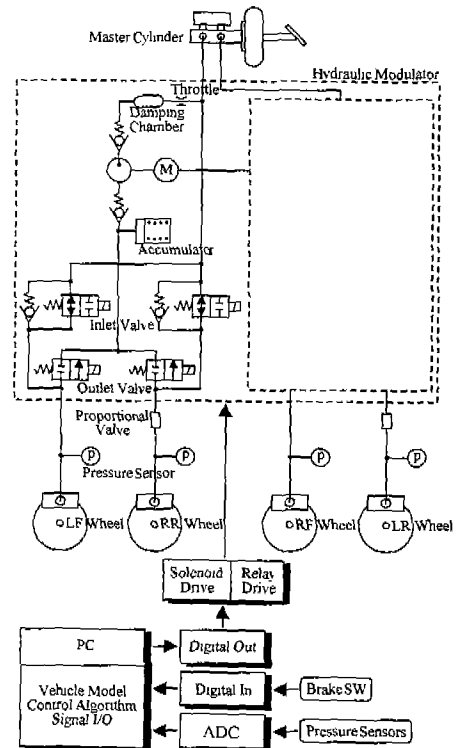 Master Cylinder
Hydraulic Modulator
Throttle
Damping
Chamber
M
Accumulator
Inlet Valve
Outlet Valve
Proportional
Valve
P
P
P
P
Pressure Sensor
LF Wheel
RR Wheel
RF Wheel
LR Wheel
Solenoid
Drive
Relay
Drive
PC
Digital Out
Vehicle Model
Control Algorithm
Signal I/O
Digital In
Brake SW
ADC
Pressure Sensors